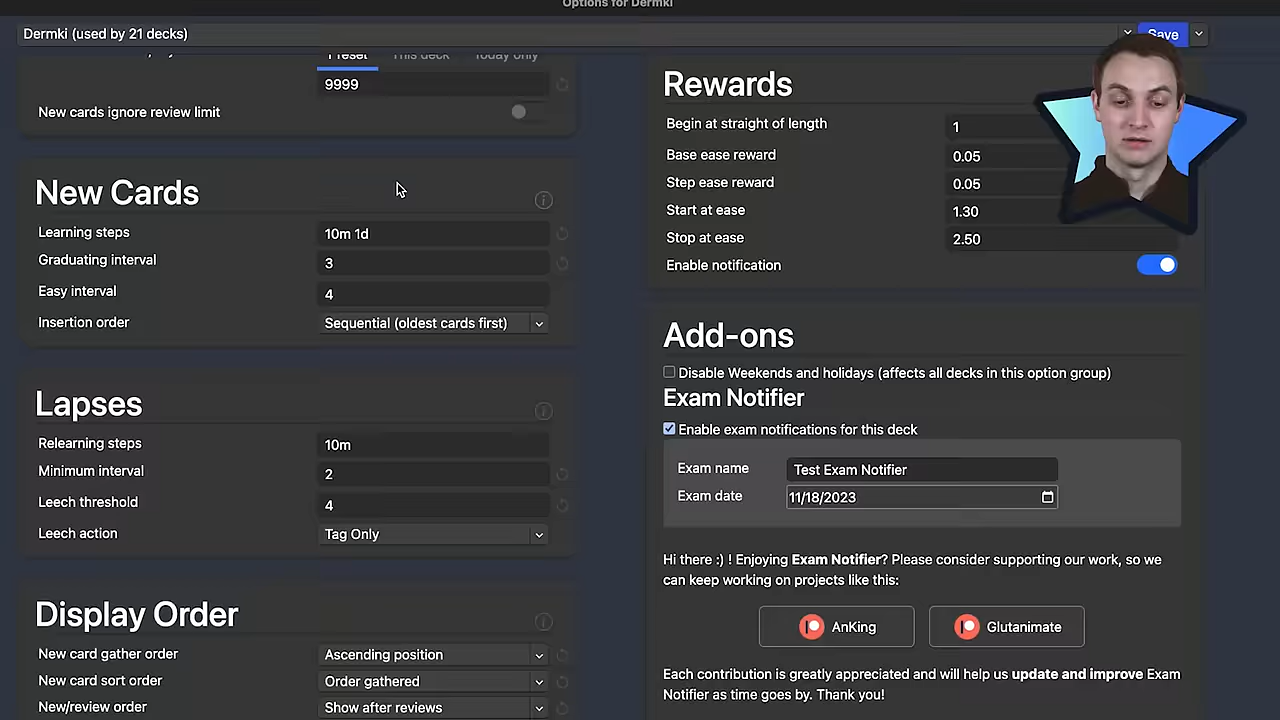 Options for Dermki
Dermki (used by 21 decks)
Save
Preset
This deck
Today only
9999
New cards ignore review limit
New Cards
Learning steps
10m 1d
Graduating interval
3
Easy interval
4
Insertion order
Sequential (oldest cards first)
Lapses
Relearning steps
10m
Minimum interval
2
Leech threshold
4
Leech action
Tag Only
Display Order
New card gather order
Ascending position
New card sort order
Order gathered
New/review order
Show after reviews
Rewards
Begin at straight of length
1
Base ease reward
0.05
Step ease reward
0.05
Start at ease
1.30
Stop at ease
2.50
Enable notification
Add-ons
Disable Weekends and holidays (affects all decks in this option group)
Exam Notifier
Enable exam notifications for this deck
Exam name
Test Exam Notifier
Exam date
11/18/2023
Hi there :) ! Enjoying Exam Notifier? Please consider supporting our work, so we
can keep working on projects like this:
AnKing
Glutanimate
Each contribution is greatly appreciated and will help us update and improve Exam
Notifier as time goes by. Thank you!